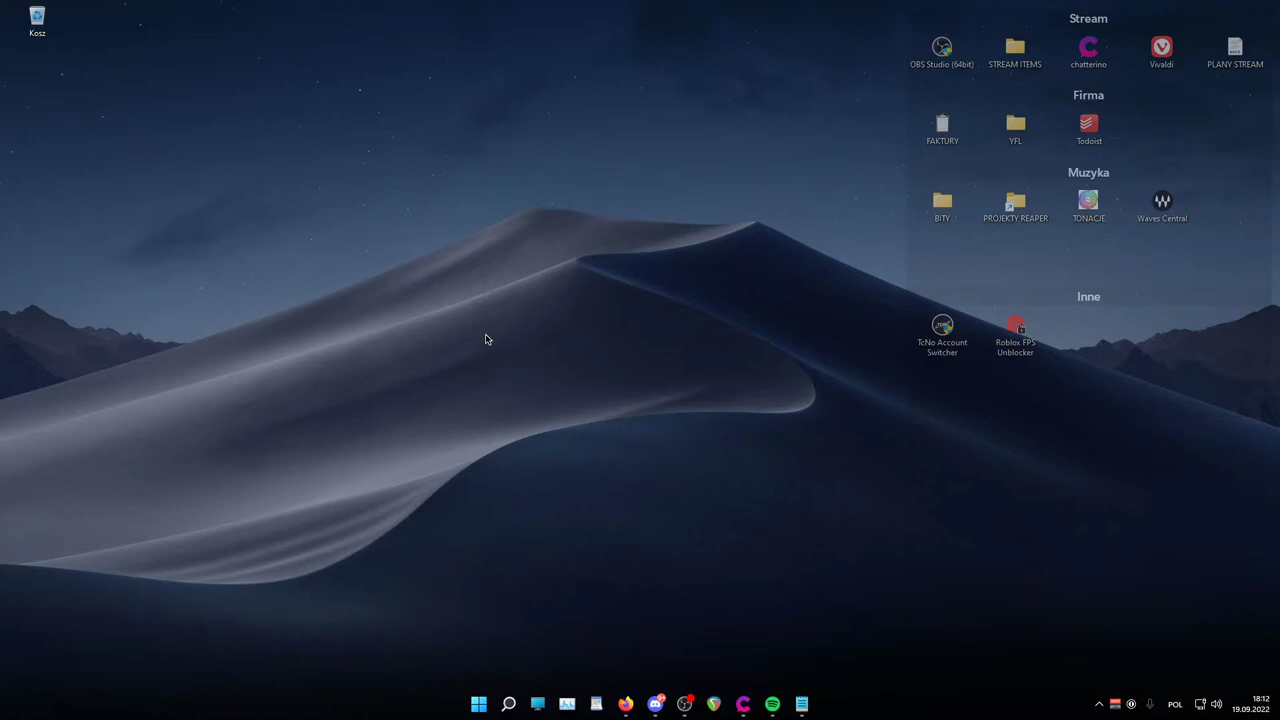 Kosz
Stream
OBS Studio (64bit)
STREAM ITEMS
chatterino
Vivaldi
PLANY STREAM
Firma
FAKTURY
YFL
Todoist
Muzyka
BITY
PROJEKTY REAPER
TONACJE
Waves Central
Inne
TcNo Account
Switcher
Roblox FPS
Unblocker
9+
POL
18:12
19.09.2022